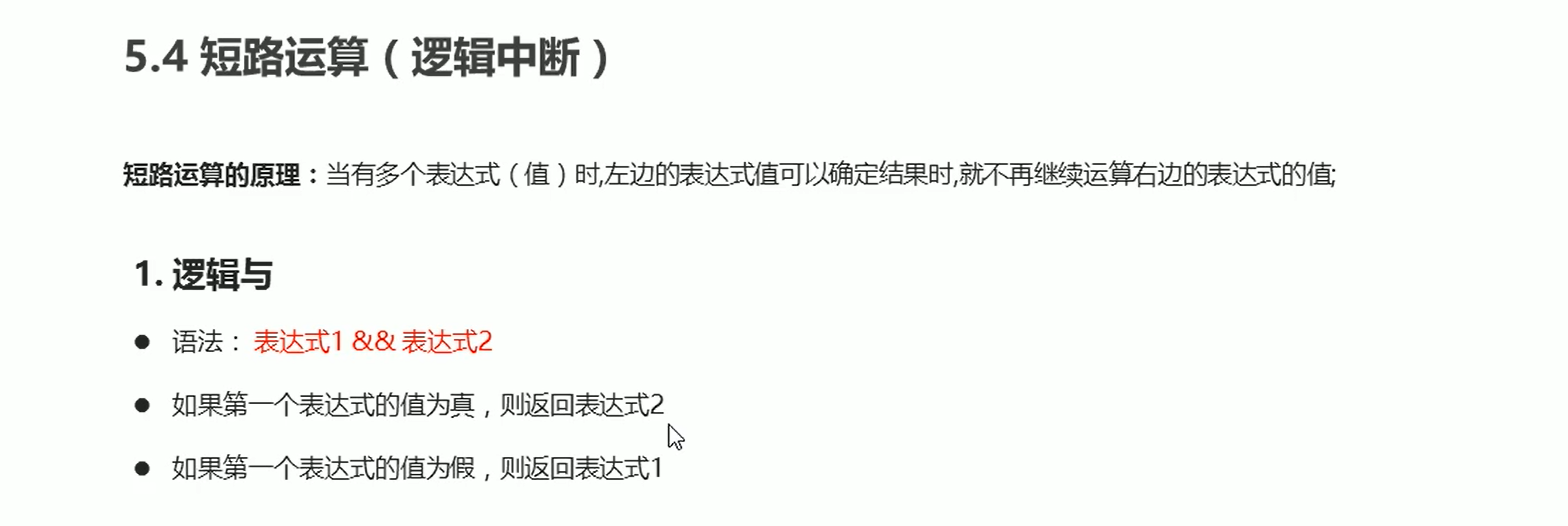 5.4 短路运算（逻辑中断）
短路运算的原理：当有多个表达式（值）时,左边的表达式值可以确定结果时,就不再继续运算右边的表达式的值;
1. 逻辑与
● 语法： 表达式1 && 表达式2
● 如果第一个表达式的值为真，则返回表达式2
● 如果第一个表达式的值为假，则返回表达式1